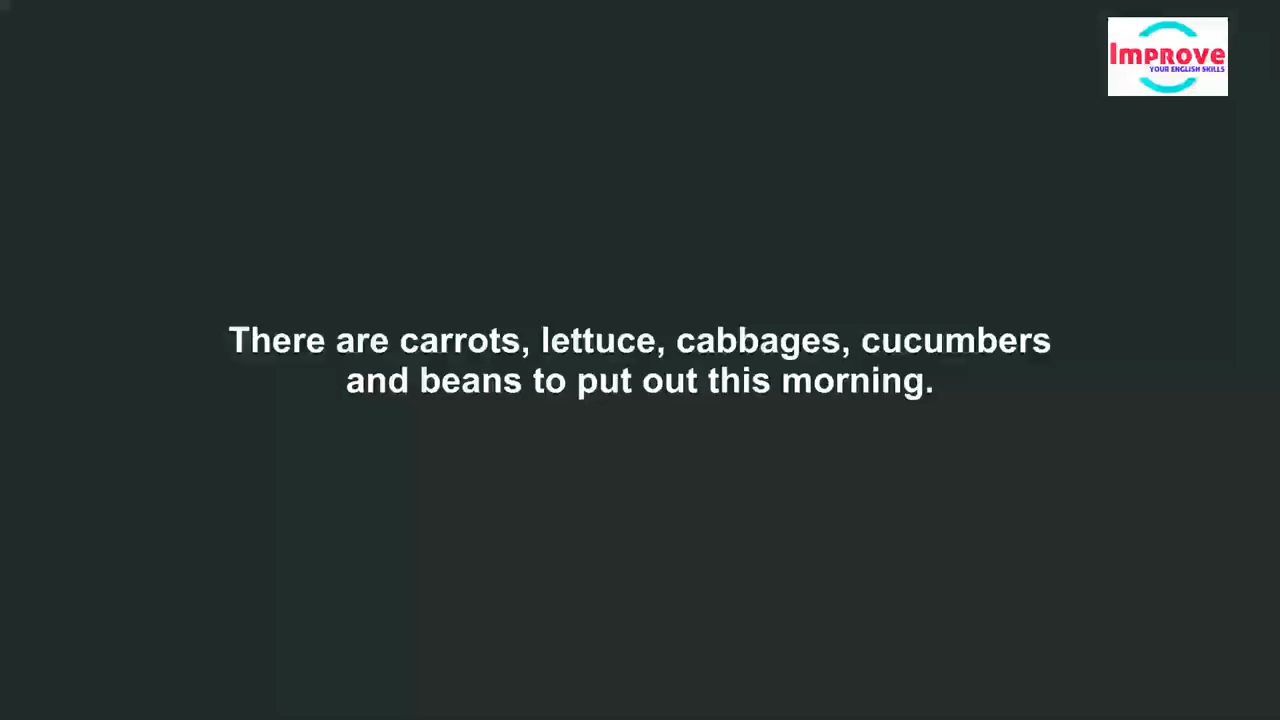 Improve
YOUR ENGLISH SKILLS
There are carrots, lettuce, cabbages, cucumbers
and beans to put out this morning.